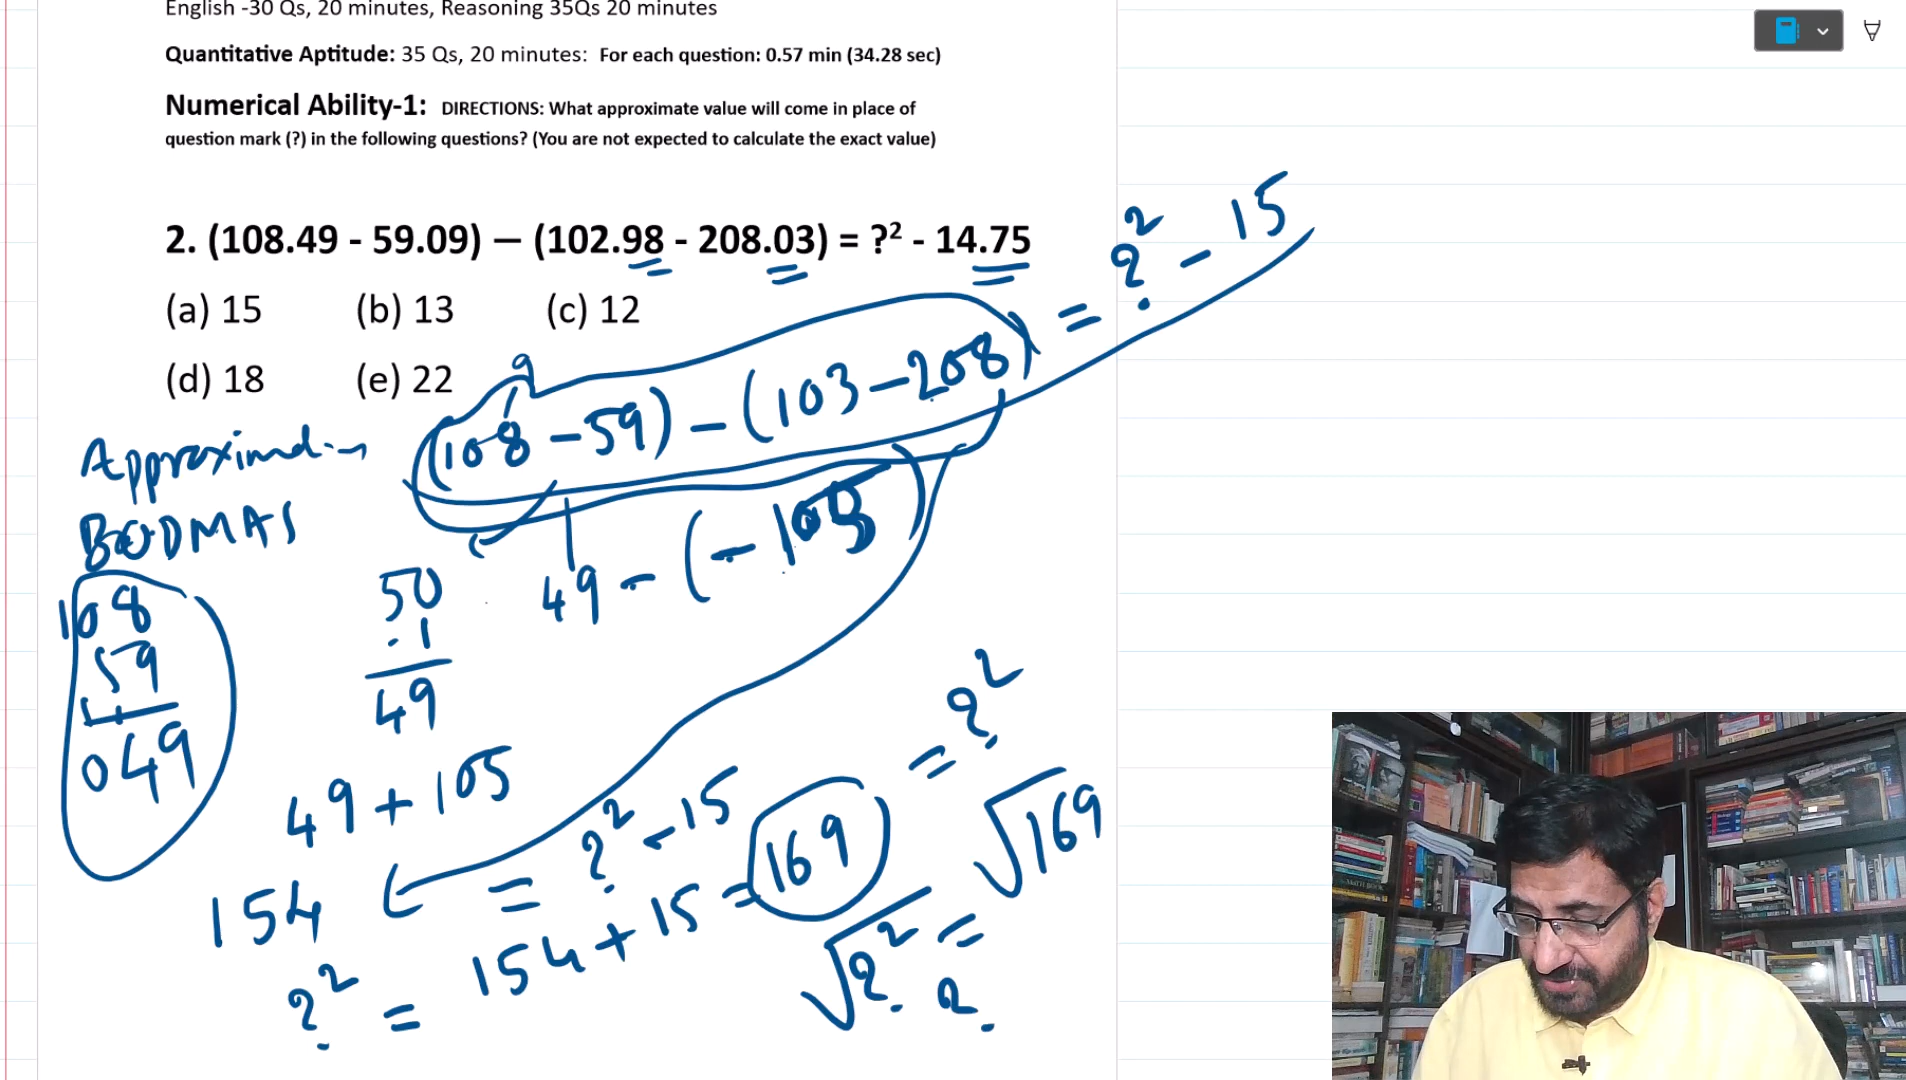 English -30 Qs, 20 minutes, Reasoning 35Qs 20 minutes
Quantitative Aptitude: 35 Qs, 20 minutes: For each question: 0.57 min (34.28 sec)
Numerical Ability-1: DIRECTIONS: What approximate value will come in place of
question mark (?) in the following questions? (You are not expected to calculate the exact value)
2. (108.49 - 59.09) – (102.98 - 208.03) = ?² - 14.75
(a) 15 (b) 13 (c) 12
(d) 18 (e) 22
9
(108 - 59) - (103 - 208) = ?² - 15
BODMAS
49 - (- 105)
108
59
049
50
- 1
49
49 + 105
154 = ?² - 15
?² = 154 + 15 = 169 = ?²
√?² = √169
?